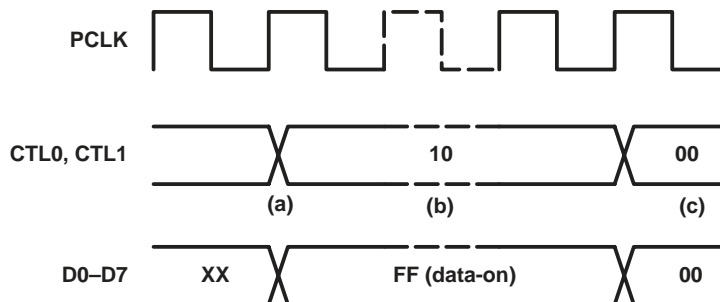 PCLK
CTL0, CTL1
10
00
(a)
(b)
(c)
D0–D7
XX
FF (data-on)
00